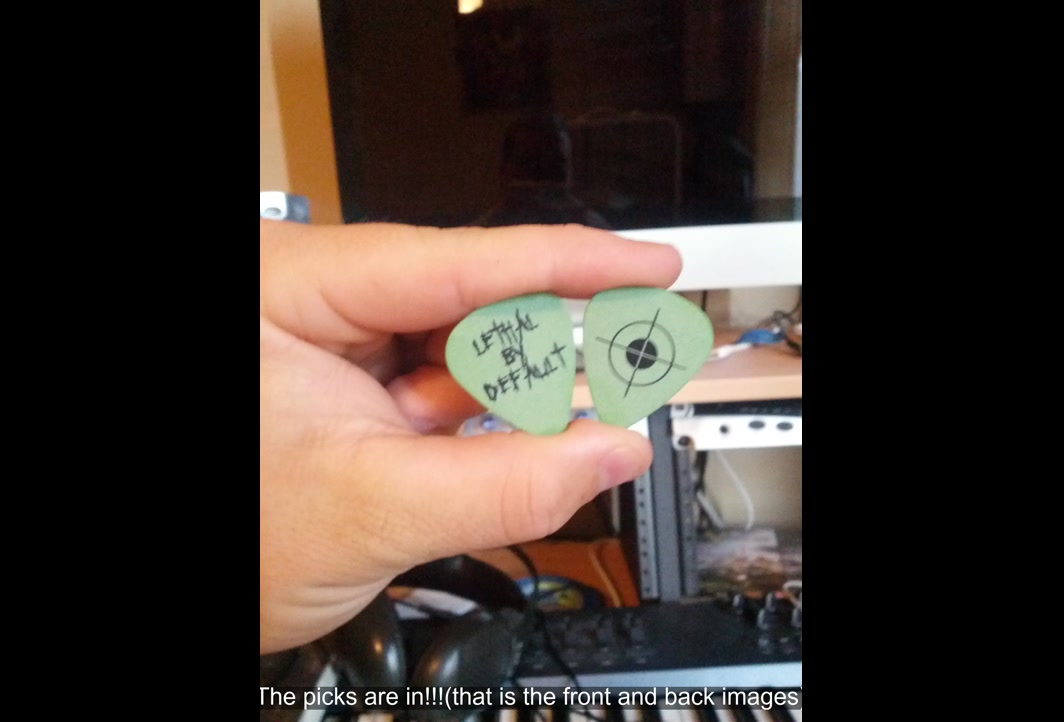 LETHAL
BY
DEFAULT
The picks are in!!!(that is the front and back images)